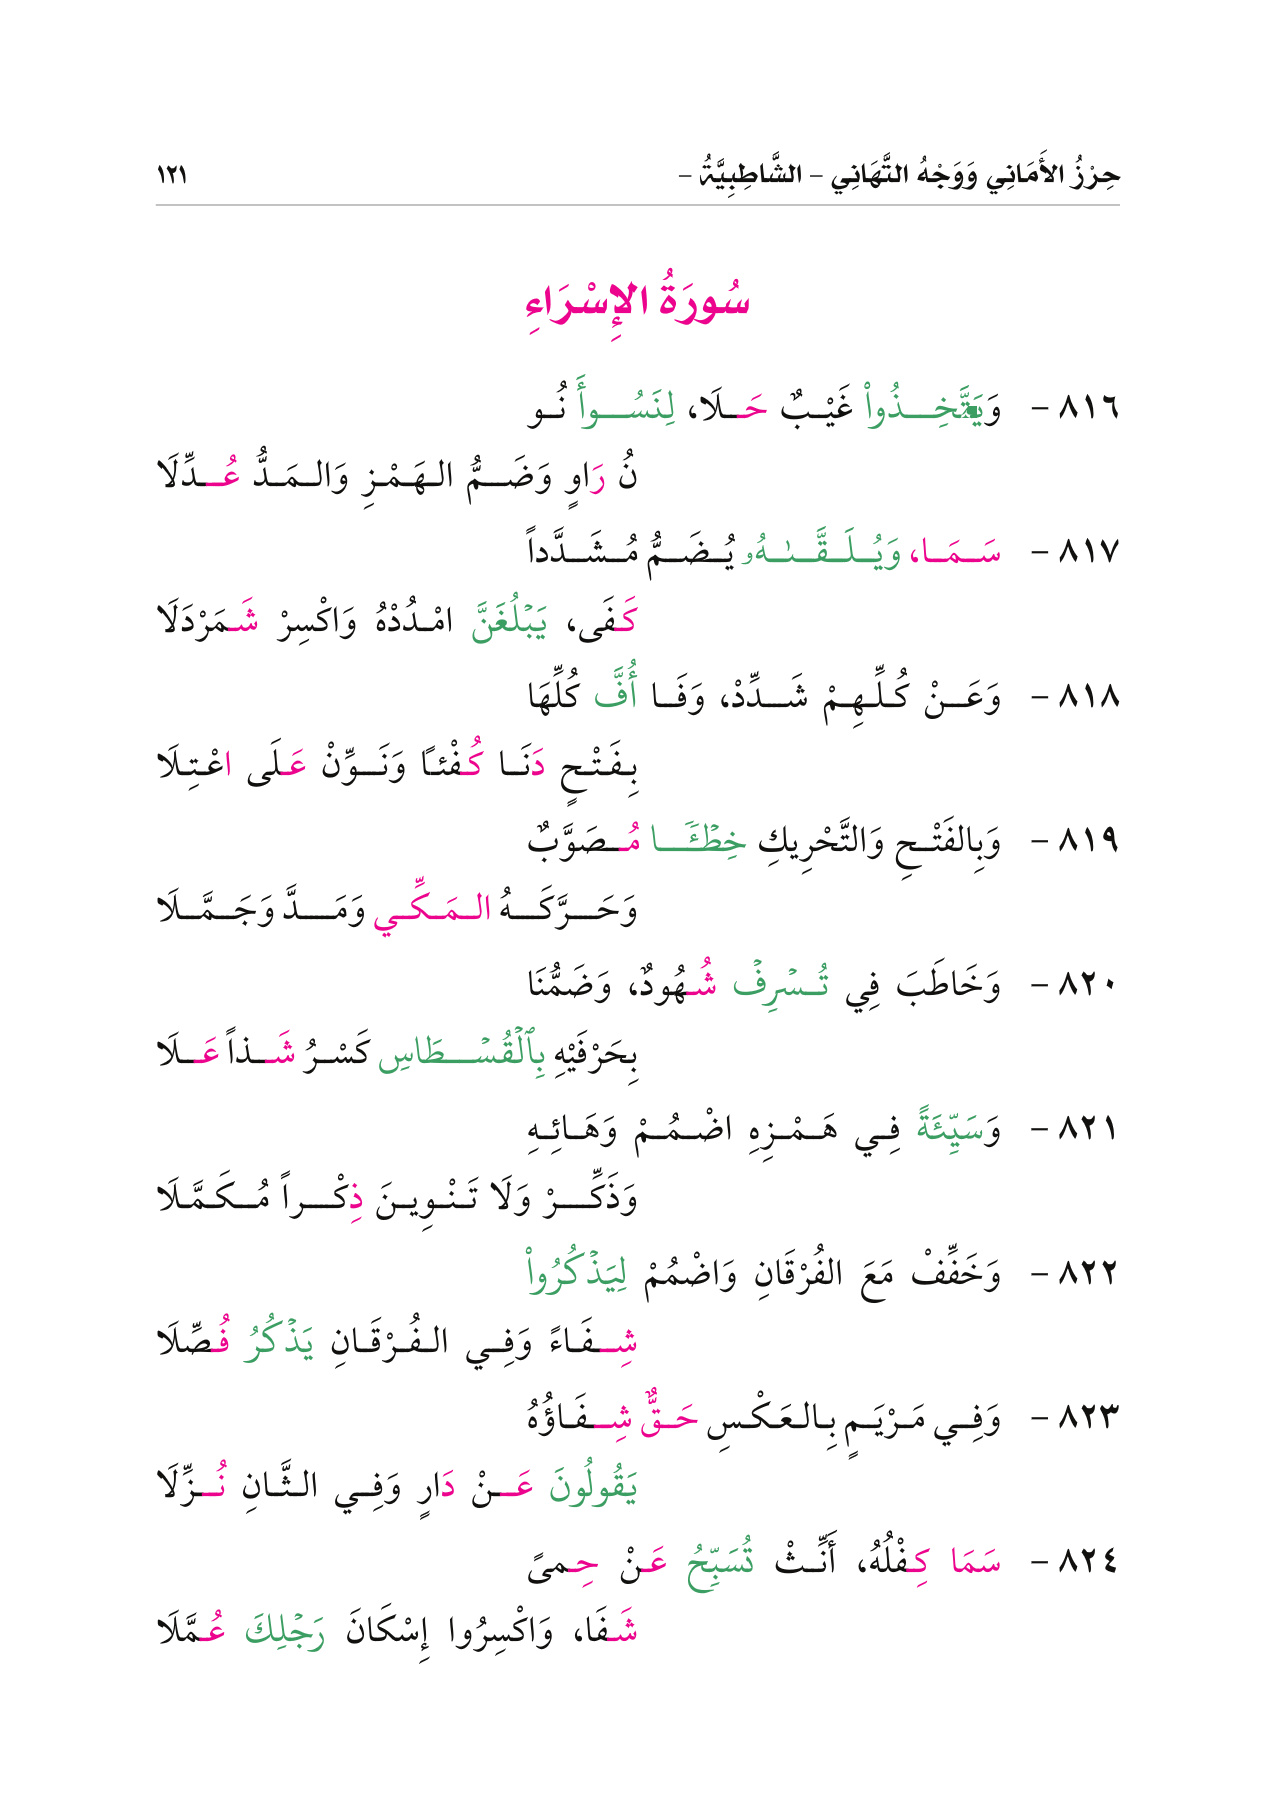 حِرْزُ الأَمَانِي وَوَجْهُ التَّهَانِي – الشَّاطِبِيَّةُ – ١٢١
سُورَةُ الإِسْرَاءِ
٨١٦ – وَيَتَّخِذُواْ غَيْبٌ حَلَا، لِنَسُوأَ نُو
نُ رَاوٍ وَضَمُّ الهَمْزِ وَالمَدُّ عُدِّلَا
٨١٧ – سَمَا، وَيُلَقَّىٰهُۥ يُضَمُّ مُشَدَّداً
كَفَى، يَبْلُغَنَّ امْدُدْهُ وَاكْسِرْ شَمَرْدَلَا
٨١٨ – وَعَنْ كُلِّهِمْ شَدِّدْ، وَفَا أُفَّ كُلِّهَا
بِفَتْحٍ دَنَا كُفْئًا وَنَوِّنْ عَلَى اعْتِلَا
٨١٩ – وَبِالفَتْحِ وَالتَّحْرِيكِ خِطْـَٔا مُصَوَّبٌ
وَحَرَّكَهُ المَكِّي وَمَدَّ وَجَمَّلَا
٨٢٠ – وَخَاطَبَ فِي تُسْرِفْ شُهُودٌ، وَضَمُّنَا
بِحَرْفَيْهِ بِٱلْقُسْطَاسِ كَسْرُ شَذاً عَلَا
٨٢١ – وَسَيِّئَةً فِي هَمْزِهِ اضْمُمْ وَهَائِهِ
وَذَكِّرْ وَلَا تَنْوِينَ ذِكْراً مُكَمَّلَا
٨٢٢ – وَخَفِّفْ مَعَ الفُرْقَانِ وَاضْمُمْ لِيَذْكُرُواْ
شِفَاءً وَفِي الفُرْقَانِ يَذْكُرُ فُصِّلَا
٨٢٣ – وَفِي مَرْيَمٍ بِالعَكْسِ حَقٌّ شِفَاؤُهُ
يَقُولُونَ عَنْ دَارٍ وَفِي الثَّانِ نُزِّلَا
٨٢٤ – سَمَا كِفْلُهُ، أَنِّثْ تُسَبِّحُ عَنْ حِمىً
شَفَا، وَاكْسِرُوا إِسْكَانَ رَجْلِكَ عُمَّلَا